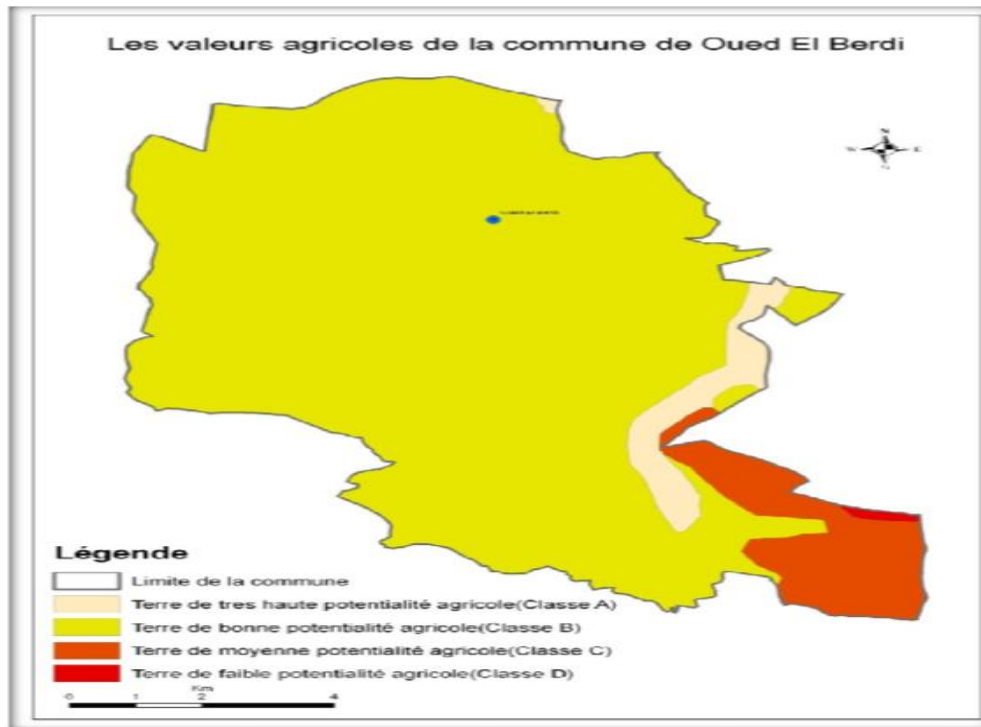 Les valeurs agricoles de la commune de Oued El Berdi
N
W E
S
Légende
Limite de la commune
Terre de tres haute potentialité agricole(Classe A)
Terre de bonne potentialité agricole(Classe B)
Terre de moyenne potentialité agricole(Classe C)
Terre de faible potentialité agricole(Classe D)
Km
0 1 2 4